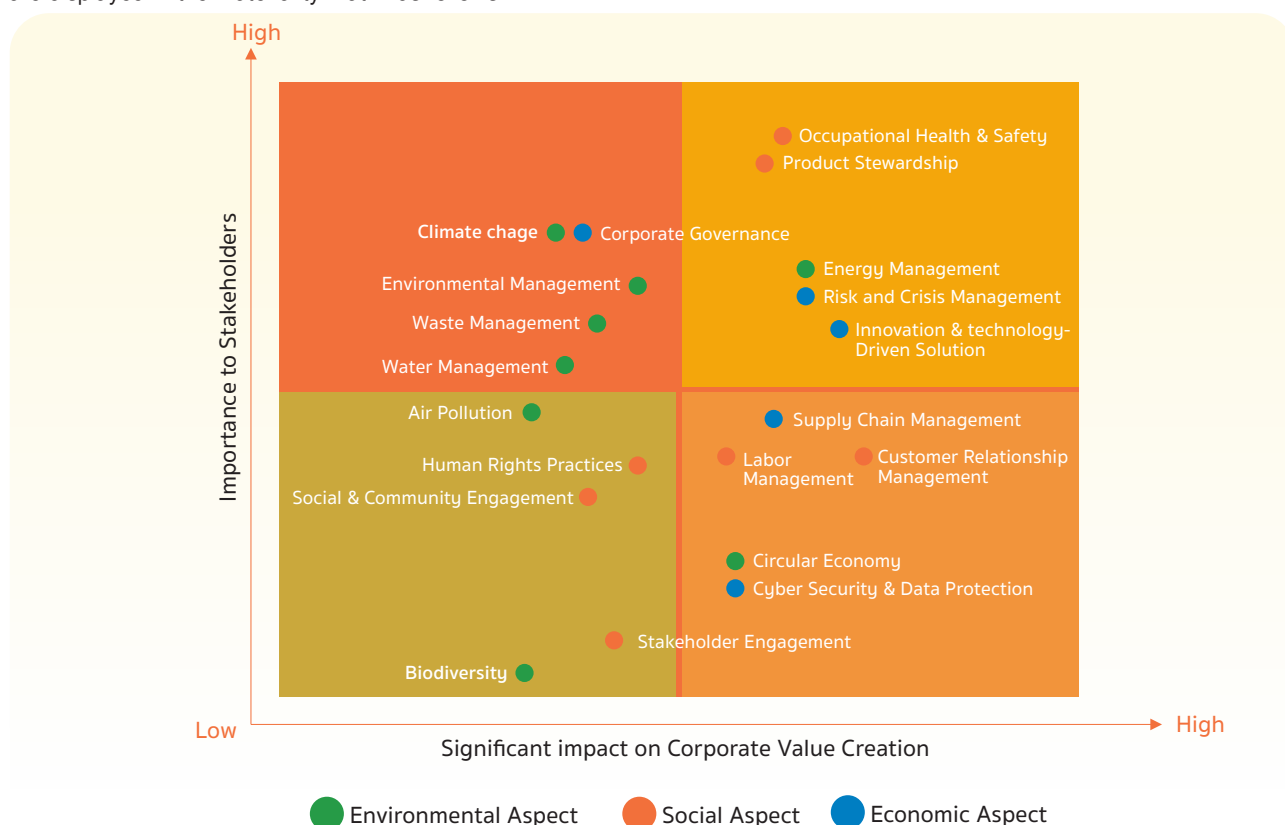 High
Occupational Health & Safety
Product Stewardship
Climate chage
Corporate Governance
Energy Management
Environmental Management
Risk and Crisis Management
Waste Management
Innovation & technology-
Driven Solution
Water Management
Importance to Stakeholders
Air Pollution
Supply Chain Management
Human Rights Practices
Labor
Management
Customer Relationship
Management
Social & Community Engagement
Circular Economy
Cyber Security & Data Protection
Stakeholder Engagement
Biodiversity
Low
High
Significant impact on Corporate Value Creation
Environmental Aspect
Social Aspect
Economic Aspect